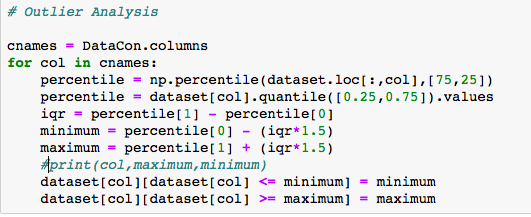 # Outlier Analysis
cnames = DataCon.columns
for col in cnames:
    percentile = np.percentile(dataset.loc[:,col],[75,25])
    percentile = dataset[col].quantile([0.25,0.75]).values
    iqr = percentile[1] - percentile[0]
    minimum = percentile[0] - (iqr*1.5)
    maximum = percentile[1] + (iqr*1.5)
    #print(col,maximum,minimum)
    dataset[col][dataset[col] <= minimum] = minimum
    dataset[col][dataset[col] >= maximum] = maximum